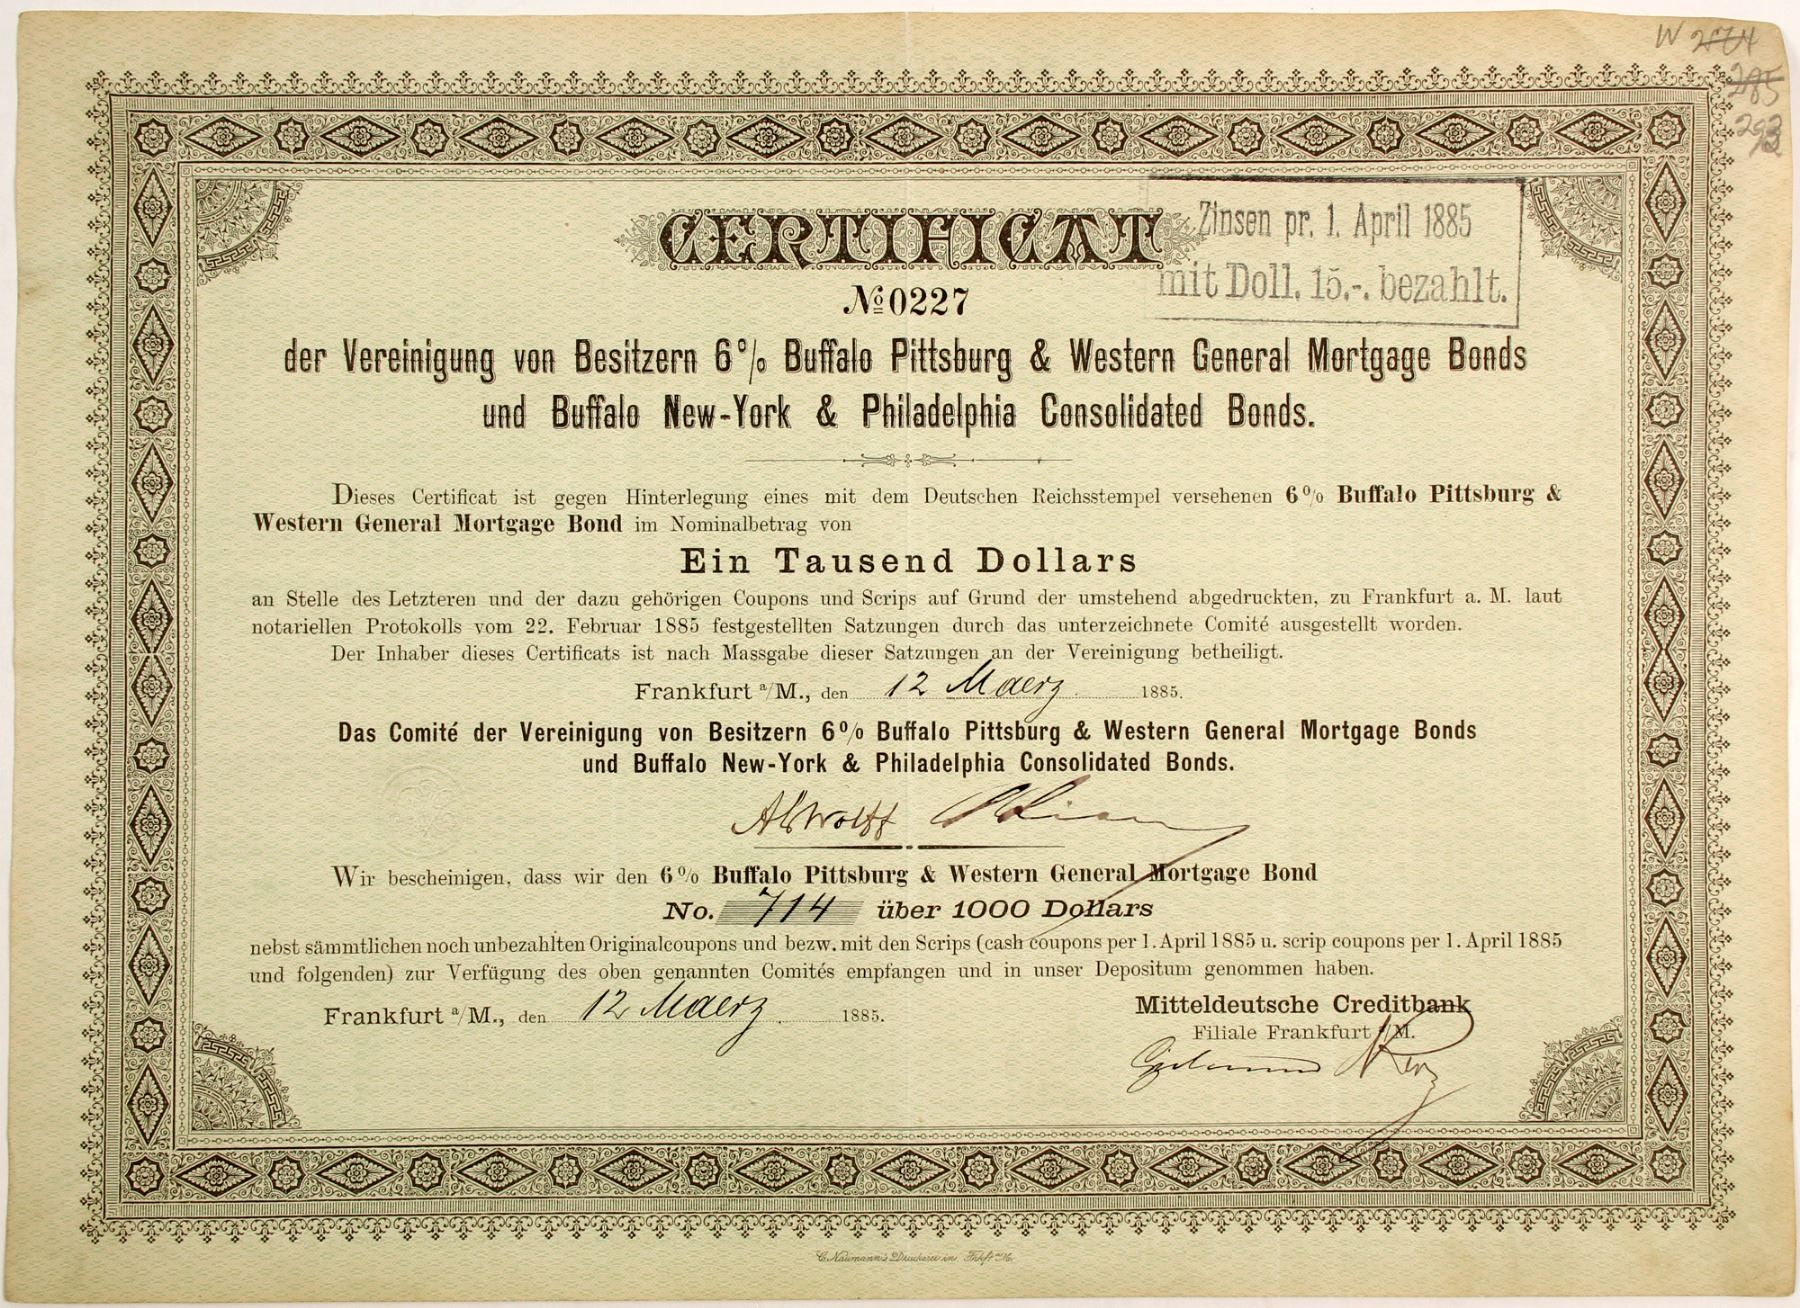 W 2574
285
293
Zinsen pr. 1. April 1885
mit Doll. 15.-. bezahlt.
CERTIFICAT
№ 0227
der Vereinigung von Besitzern 6% Buffalo Pittsburg & Western General Mortgage Bonds
und Buffalo New-York & Philadelphia Consolidated Bonds.
Dieses Certificat ist gegen Hinterlegung eines mit dem Deutschen Reichsstempel versehenen 6% Buffalo Pittsburg &
Western General Mortgage Bond im Nominalbetrag von
Ein Tausend Dollars
an Stelle des Letzteren und der dazu gehörigen Coupons und Scrips auf Grund der umstehend abgedruckten, zu Frankfurt a. M. laut
notariellen Protokolls vom 22. Februar 1885 festgestellten Satzungen durch das unterzeichnete Comité ausgestellt worden.
Der Inhaber dieses Certificats ist nach Massgabe dieser Satzungen an der Vereinigung betheiligt.
Frankfurt a/M., den 12 Maerz 1885.
Das Comité der Vereinigung von Besitzern 6% Buffalo Pittsburg & Western General Mortgage Bonds
und Buffalo New-York & Philadelphia Consolidated Bonds.
Wolff
Wir bescheinigen, dass wir den 6% Buffalo Pittsburg & Western General Mortgage Bond
No. 714 über 1000 Dollars
nebst sämmtlichen noch unbezahlten Originalcoupons und bezw. mit den Scrips (cash coupons per 1. April 1885 u. scrip coupons per 1. April 1885
und folgenden) zur Verfügung des oben genannten Comités empfangen und in unser Depositum genommen haben.
Frankfurt a/M., den 12 Maerz 1885.
Mitteldeutsche Creditbank
Filiale Frankfurt a/M.
C. Naumann's Druckerei in Frkft a/M.